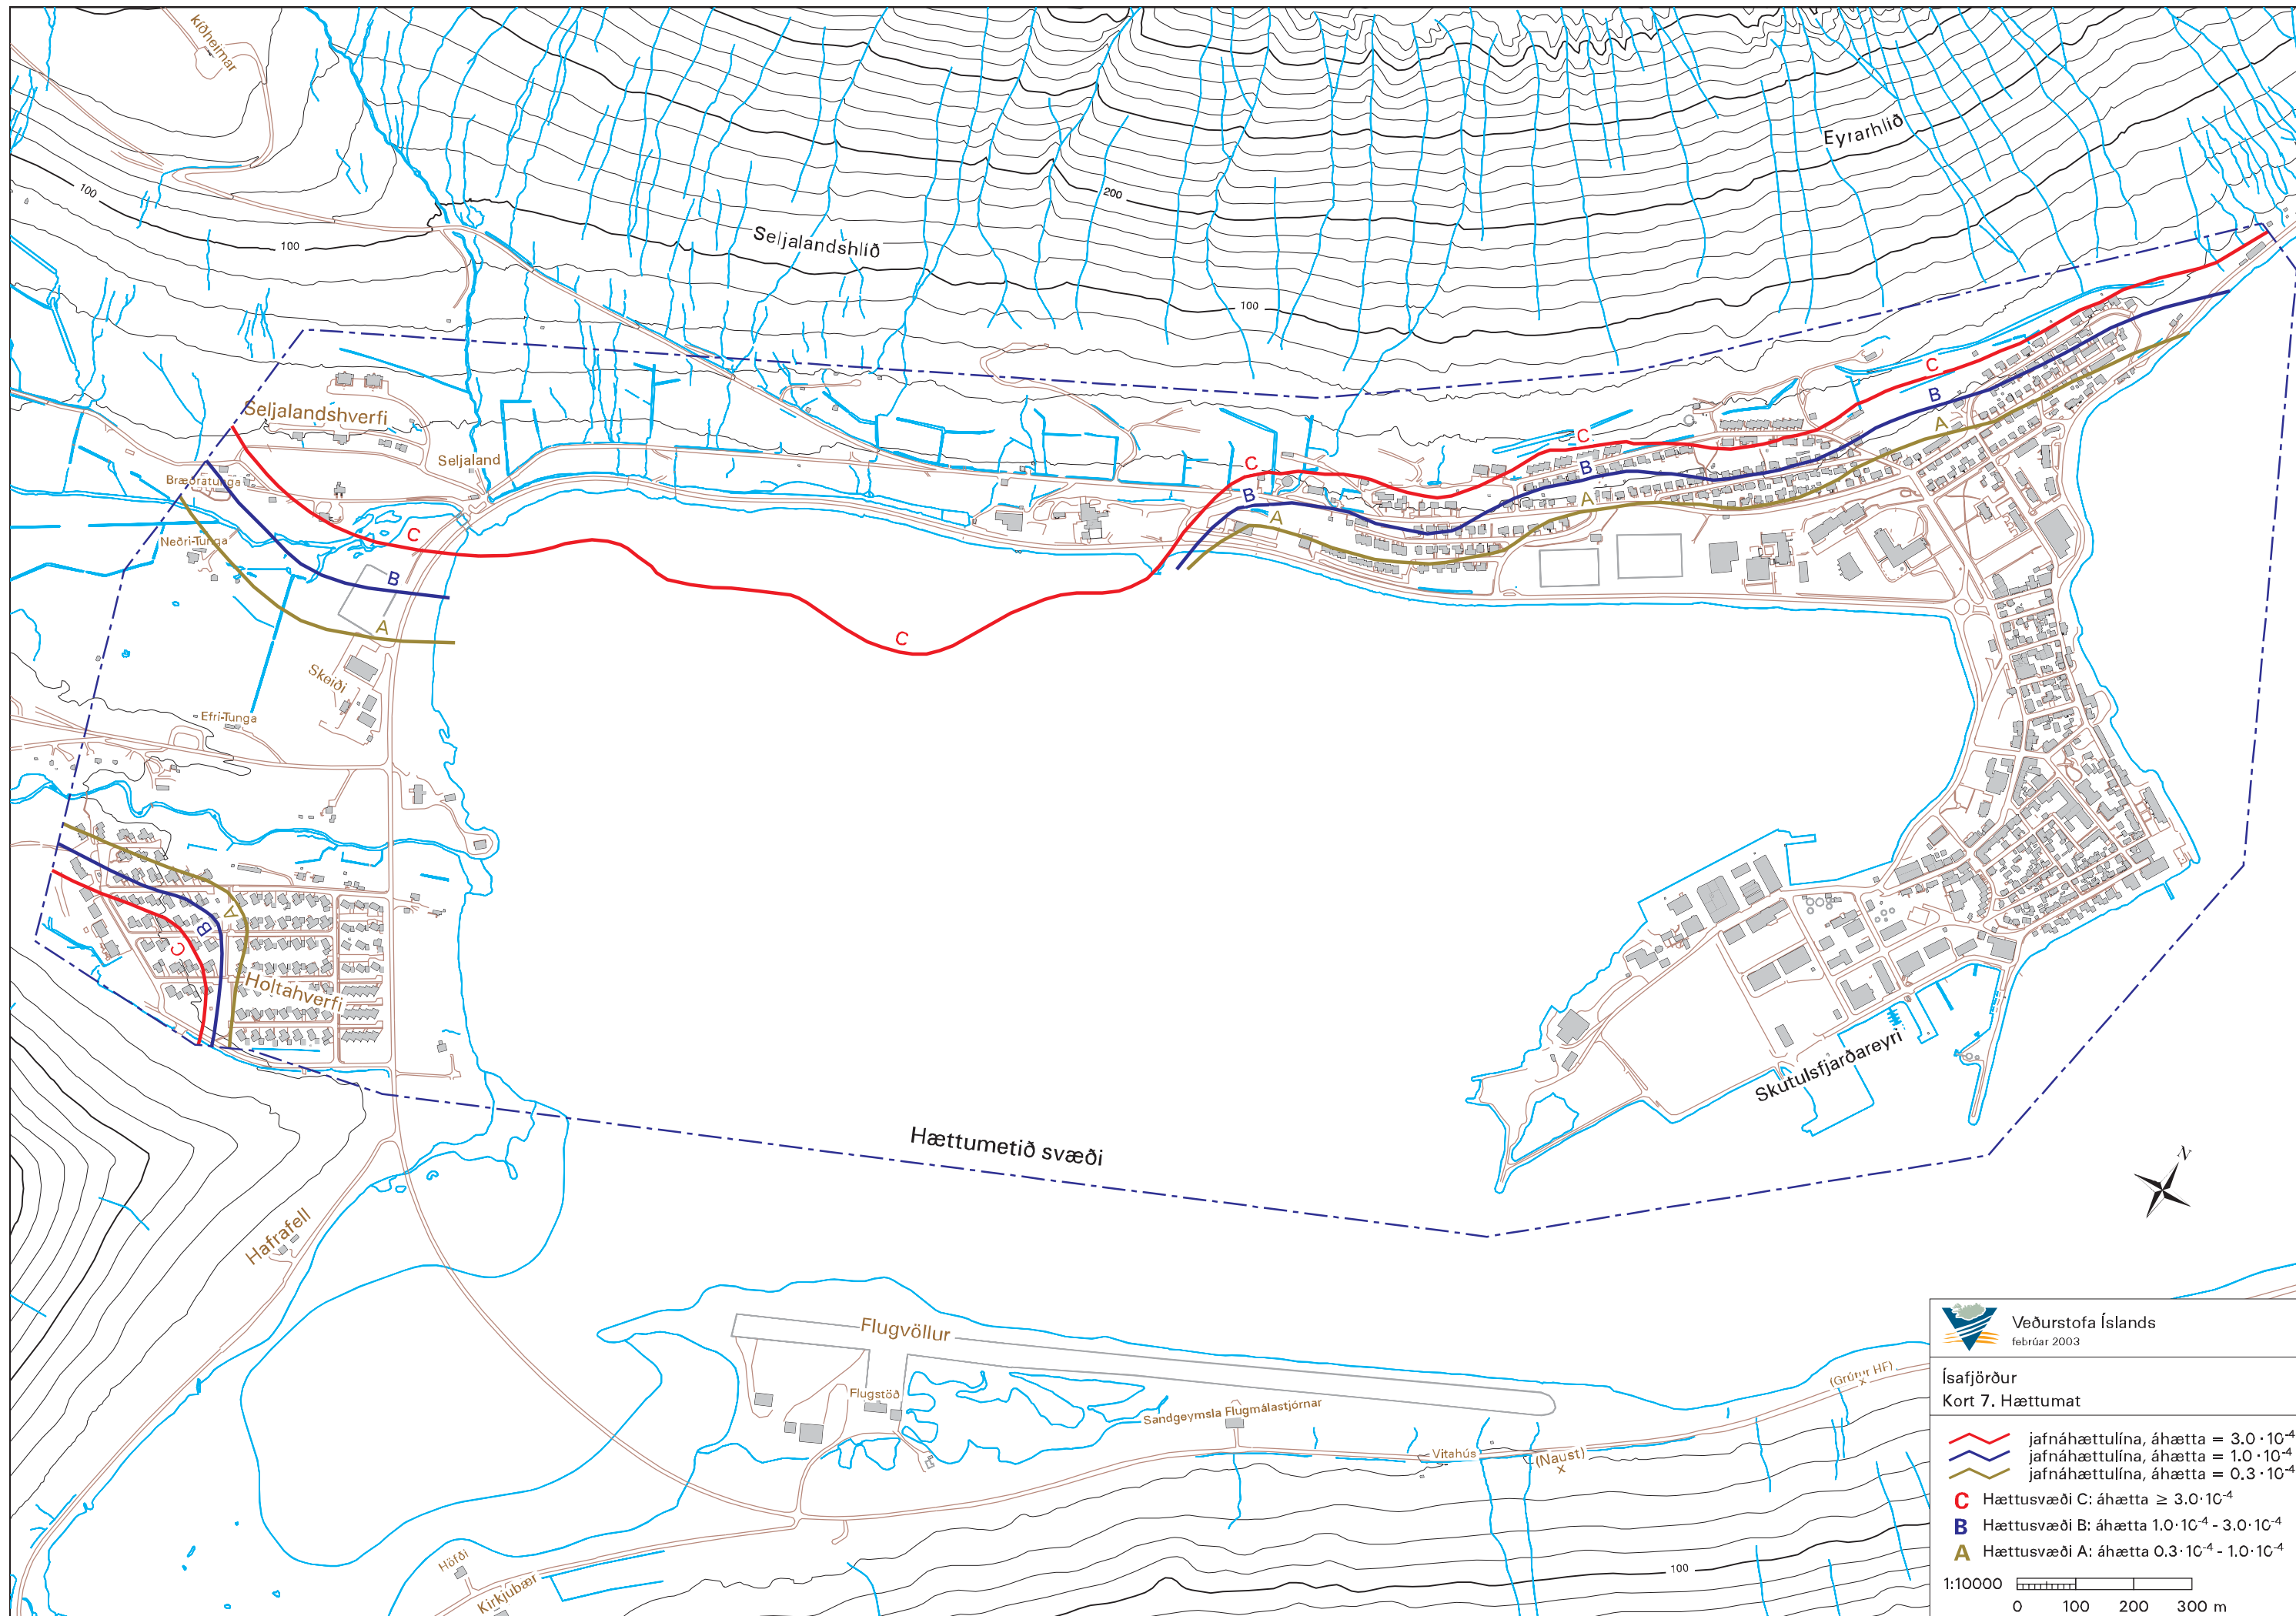 kíðheimar
Eyrarhlíð
100
200
100
Seljalandshlíð
100
Seljalandshverfi
Seljaland
Bræðratunga
Neðri-Tunga
C
B
A
C
C
B
A
C
B
A
C
B
A
Skeiði
Efri-Tunga
A
B
C
Holtahverfi
Skutulsfjarðareyri
Hættumetið svæði
N
Hafrafell
Flugvöllur
Flugstöð
Sandgeymsla Flugmálastjórnar
Vitahús
(Naust)
x
(Grútur HF)
x
Höfði
Kirkjubær
100
Veðurstofa Íslands
febrúar 2003
Ísafjörður
Kort 7. Hættumat
jafnáhættulína, áhætta = 3.0·10⁻⁴
jafnáhættulína, áhætta = 1.0·10⁻⁴
jafnáhættulína, áhætta = 0.3·10⁻⁴
C Hættusvæði C: áhætta ≥ 3.0·10⁻⁴
B Hættusvæði B: áhætta 1.0·10⁻⁴ - 3.0·10⁻⁴
A Hættusvæði A: áhætta 0.3·10⁻⁴ - 1.0·10⁻⁴
1:10000
0 100 200 300 m